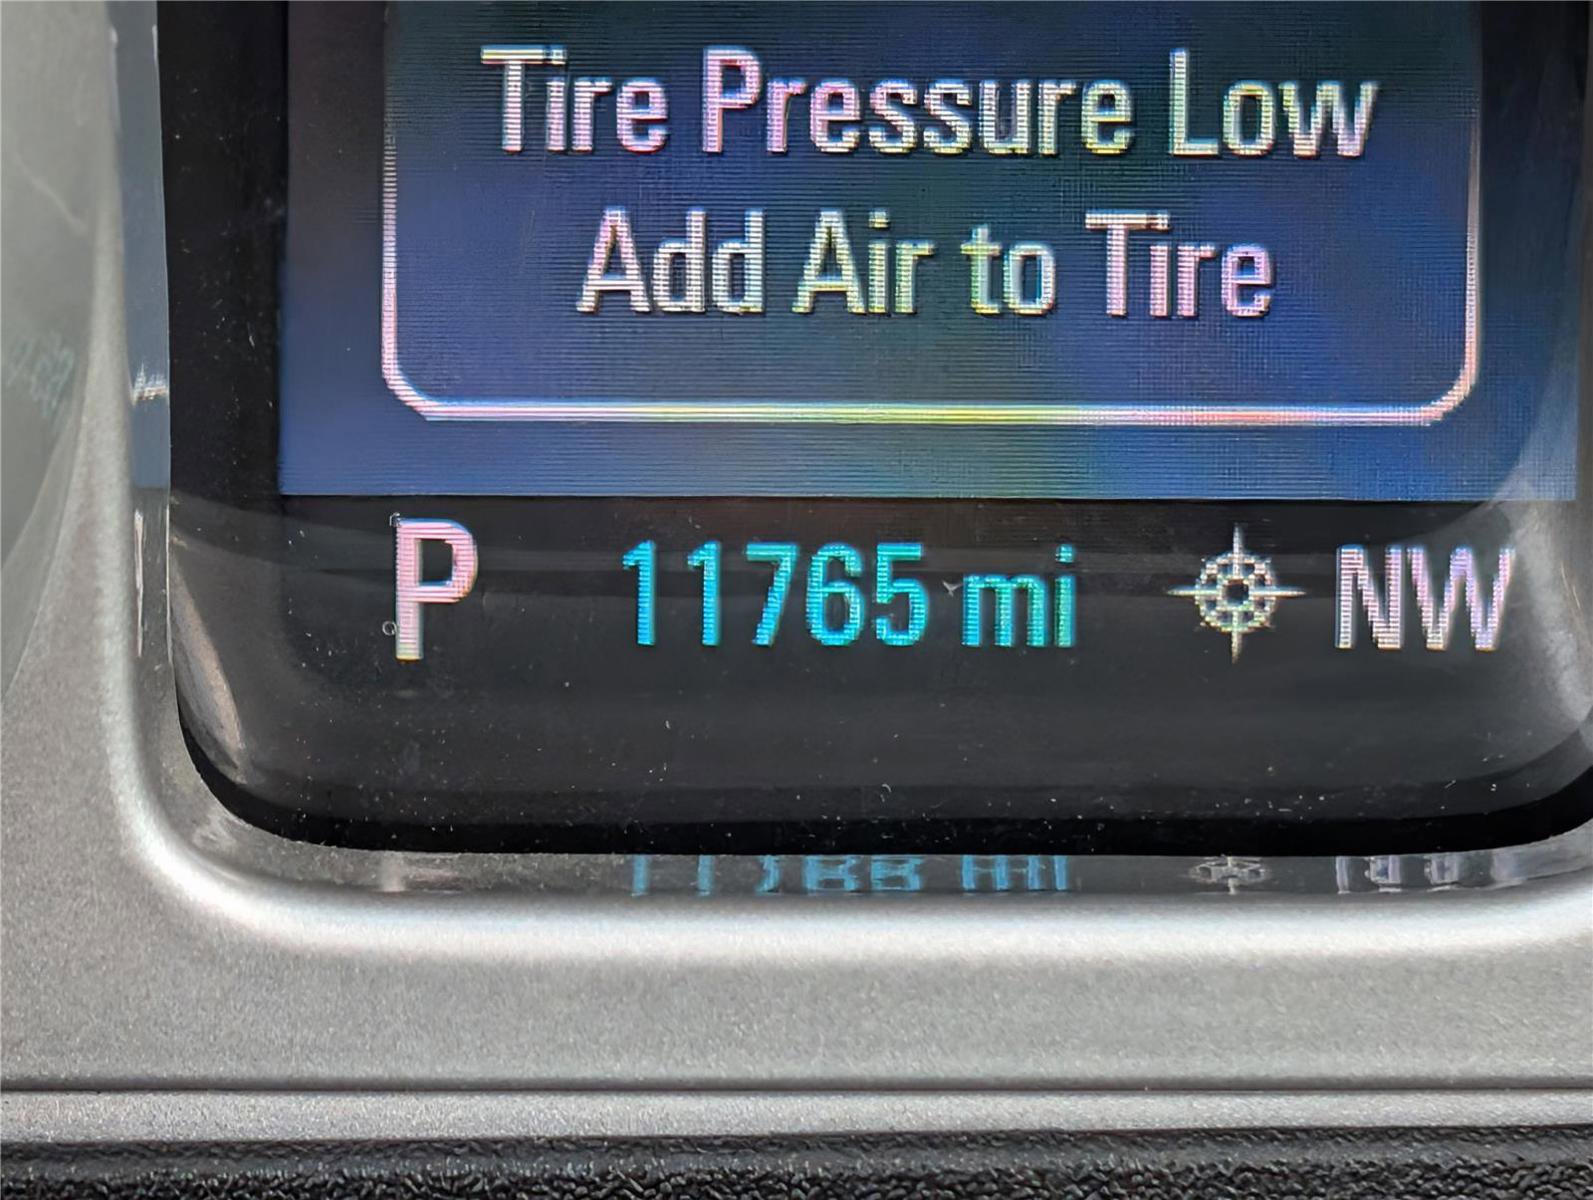 Tire Pressure Low
Add Air to Tire
P 11765 mi NW